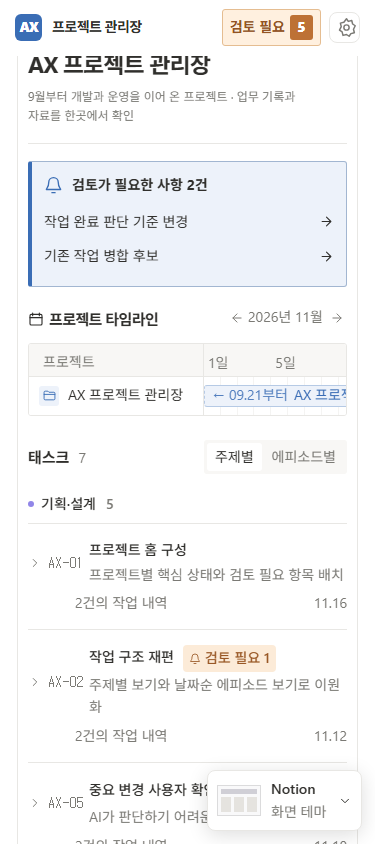 AX 프로젝트 관리장 검토 필요 5
AX 프로젝트 관리장
9월부터 개발과 운영을 이어 온 프로젝트 · 업무 기록과
자료를 한곳에서 확인
검토가 필요한 사항 2건
작업 완료 판단 기준 변경 →
기존 작업 병합 후보 →
프로젝트 타임라인 ← 2026년 11월 →
프로젝트 1일 5일
AX 프로젝트 관리장 ← 09.21부터 AX 프로젝
태스크 7 주제별 에피소드별
기획·설계 5
프로젝트 홈 구성
AX-01 프로젝트별 핵심 상태와 검토 필요 항목 배치
2건의 작업 내역 11.16
작업 구조 재편 검토 필요 1
AX-02 주제별 보기와 날짜순 에피소드 보기로 이원
화
2건의 작업 내역 11.12
중요 변경 사용자
AX-05 AI가 판단하기 어려운
Notion
화면 테마